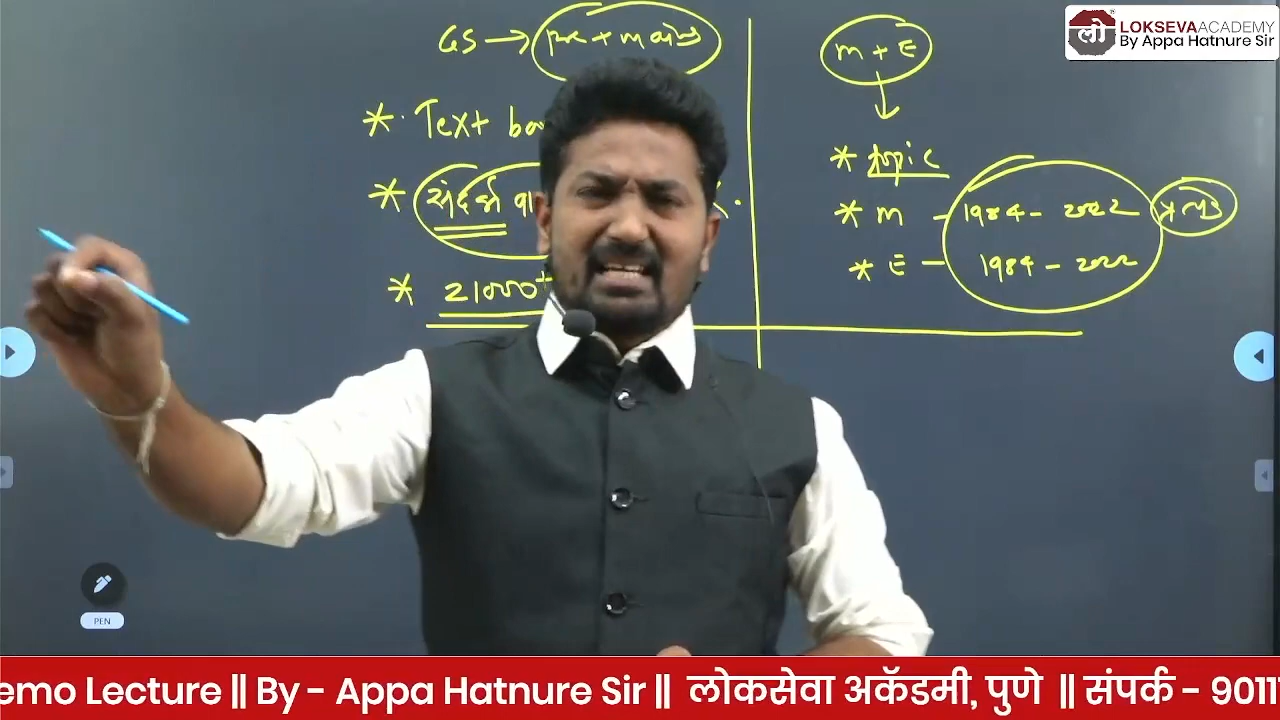 GS → pre + mains
* Text
* संदर्भ
* 21000+
m + E
* topic
* m - 1984 - 2022
* E - 1984 - 2022
लो LOKSEVA ACADEMY
By Appa Hatnure Sir
PEN
emo Lecture || By - Appa Hatnure Sir || लोकसेवा अकॅडमी, पुणे || संपर्क - 9011